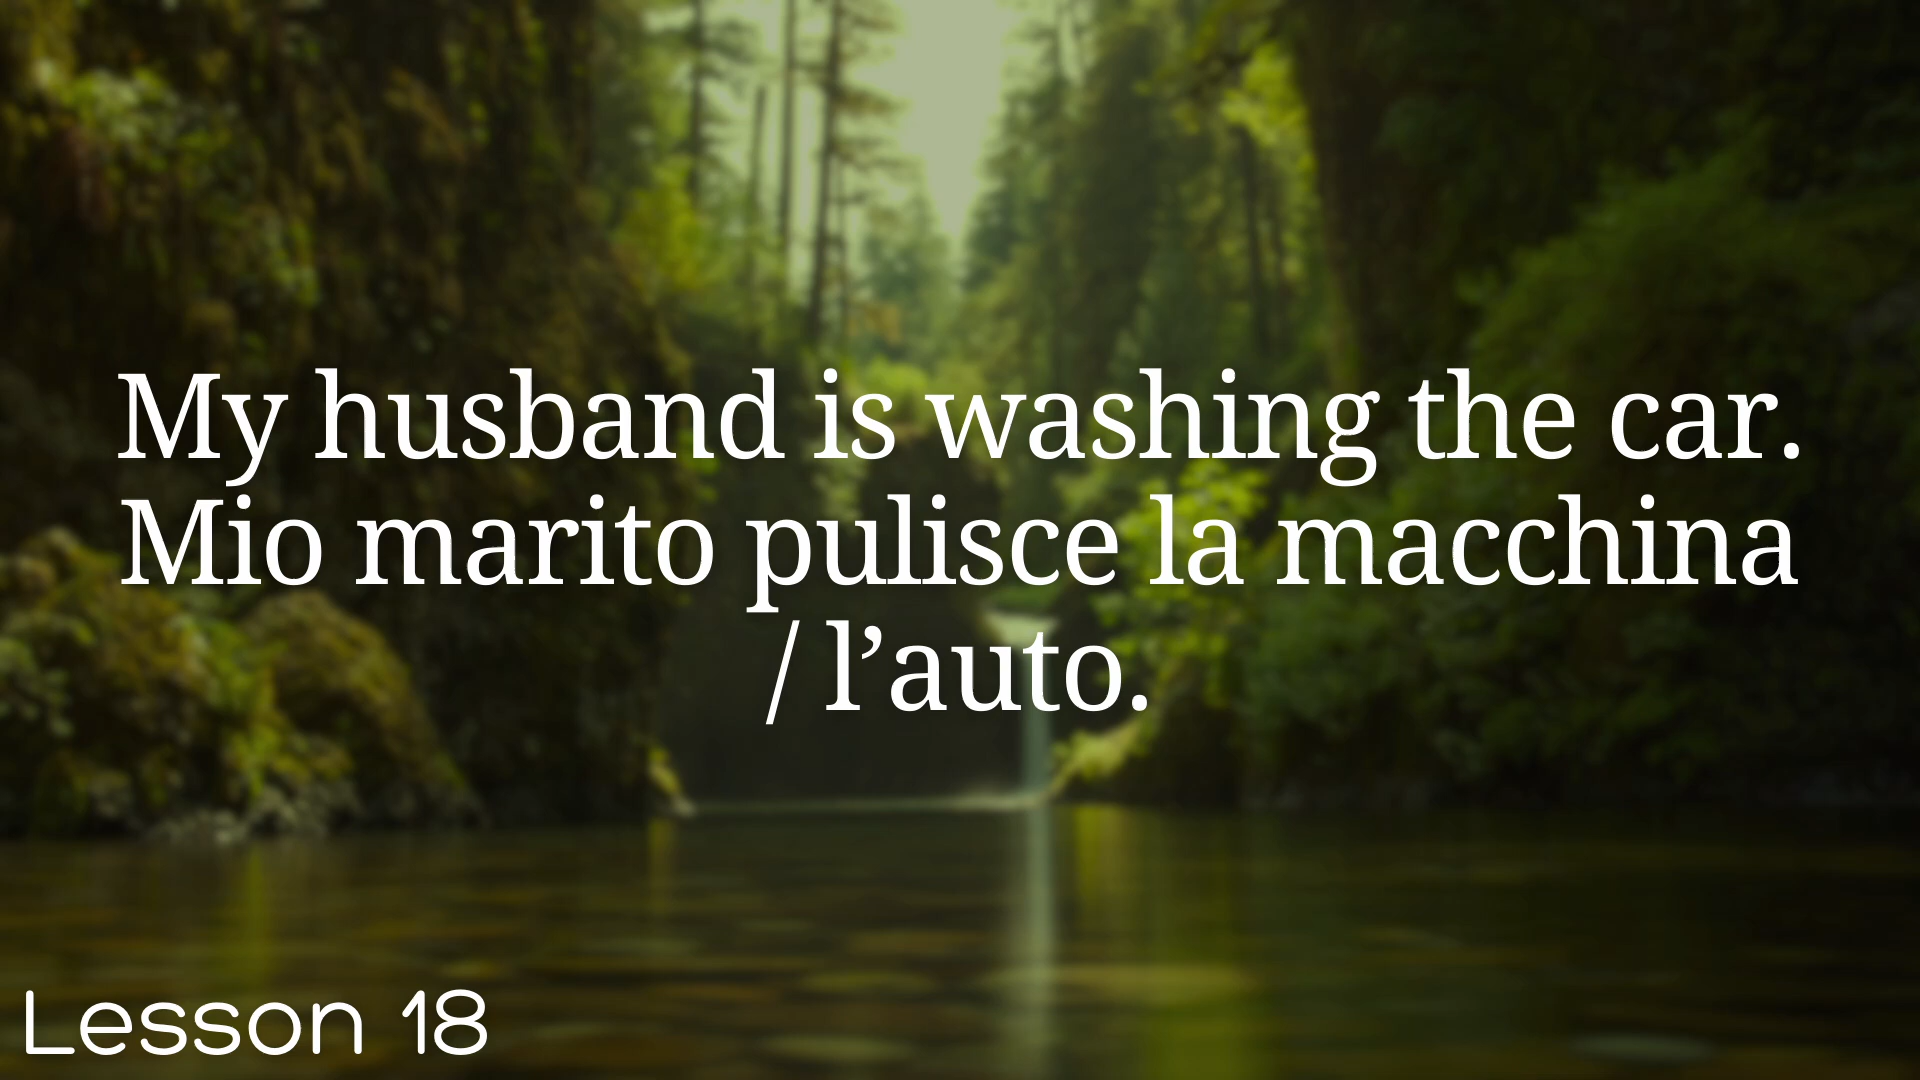 My husband is washing the car.
Mio marito pulisce la macchina
/ l’auto.
Lesson 18